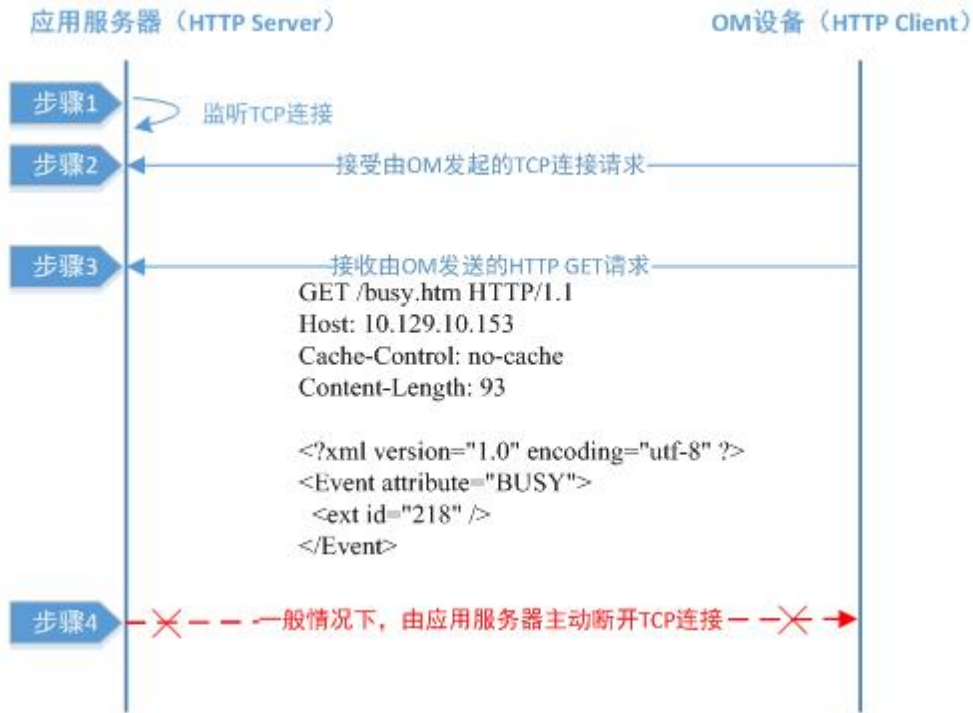 应用服务器（HTTP Server）
OM设备（HTTP Client）
步骤1
监听TCP连接
步骤2
接受由OM发起的TCP连接请求
步骤3
接收由OM发送的HTTP GET请求
GET /busy.htm HTTP/1.1
Host: 10.129.10.153
Cache-Control: no-cache
Content-Length: 93
<?xml version="1.0" encoding="utf-8" ?>
<Event attribute="BUSY">
<ext id="218" />
</Event>
步骤4
一般情况下，由应用服务器主动断开TCP连接